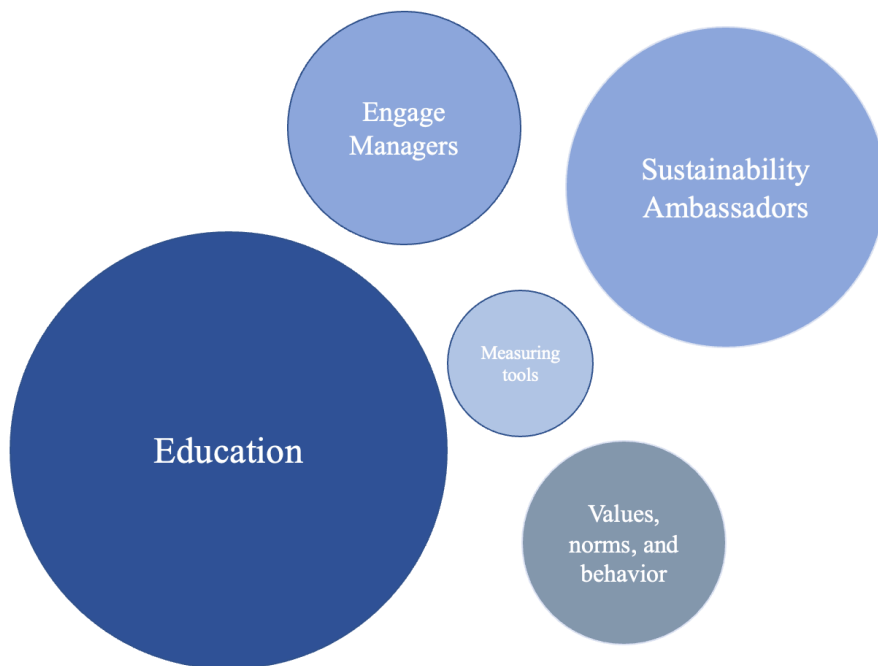 Engage
Managers
Sustainability
Ambassadors
Measuring
tools
Education
Values,
norms, and
behavior